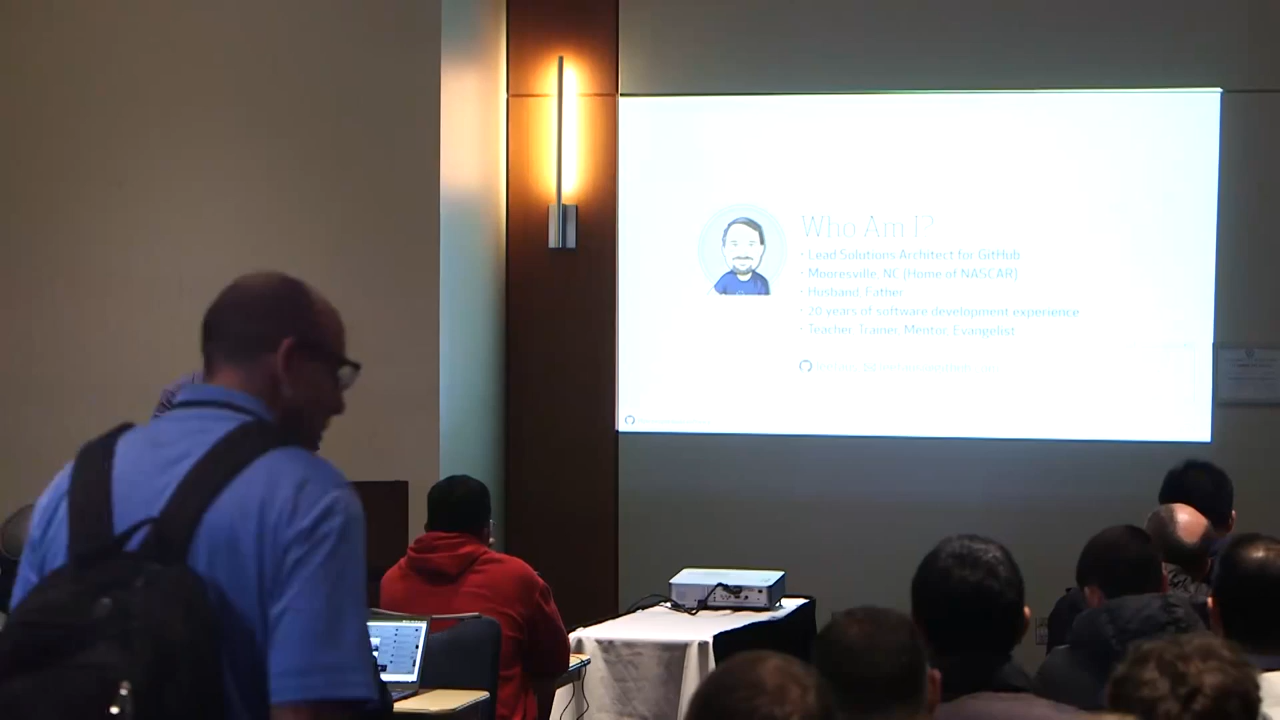 Who Am I?
• Lead Solutions Architect for GitHub
• Mooresville, NC (Home of NASCAR)
• Husband, Father
• 20 years of software development experience
• Teacher, Trainer, Mentor, Evangelist